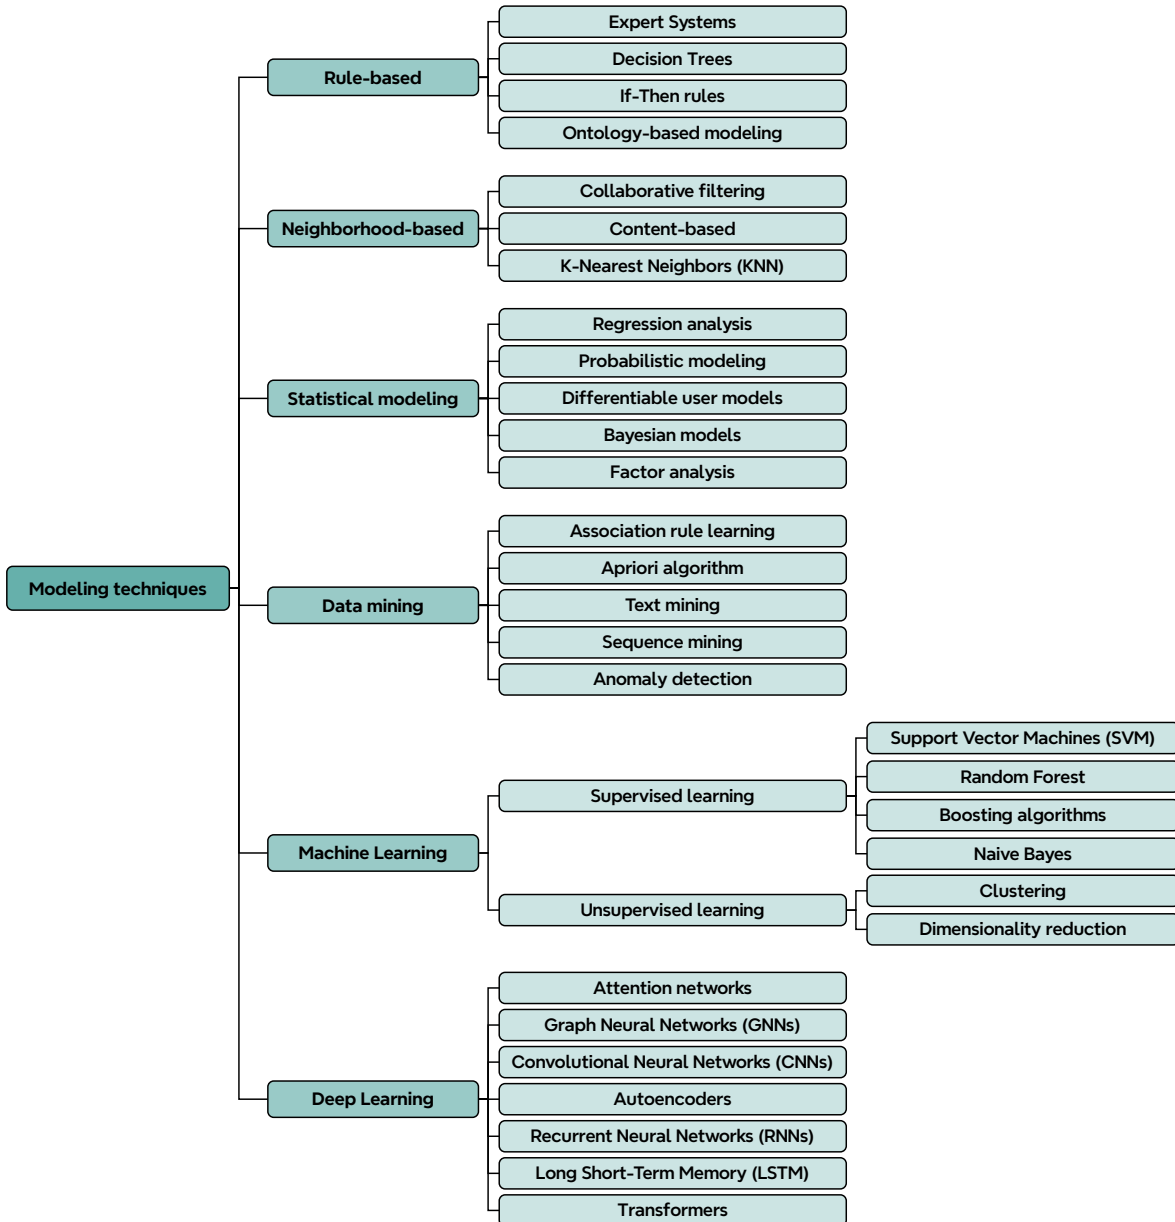 Modeling techniques
Rule-based
Expert Systems
Decision Trees
If-Then rules
Ontology-based modeling
Neighborhood-based
Collaborative filtering
Content-based
K-Nearest Neighbors (KNN)
Statistical modeling
Regression analysis
Probabilistic modeling
Differentiable user models
Bayesian models
Factor analysis
Data mining
Association rule learning
Apriori algorithm
Text mining
Sequence mining
Anomaly detection
Machine Learning
Supervised learning
Support Vector Machines (SVM)
Random Forest
Boosting algorithms
Naive Bayes
Unsupervised learning
Clustering
Dimensionality reduction
Deep Learning
Attention networks
Graph Neural Networks (GNNs)
Convolutional Neural Networks (CNNs)
Autoencoders
Recurrent Neural Networks (RNNs)
Long Short-Term Memory (LSTM)
Transformers